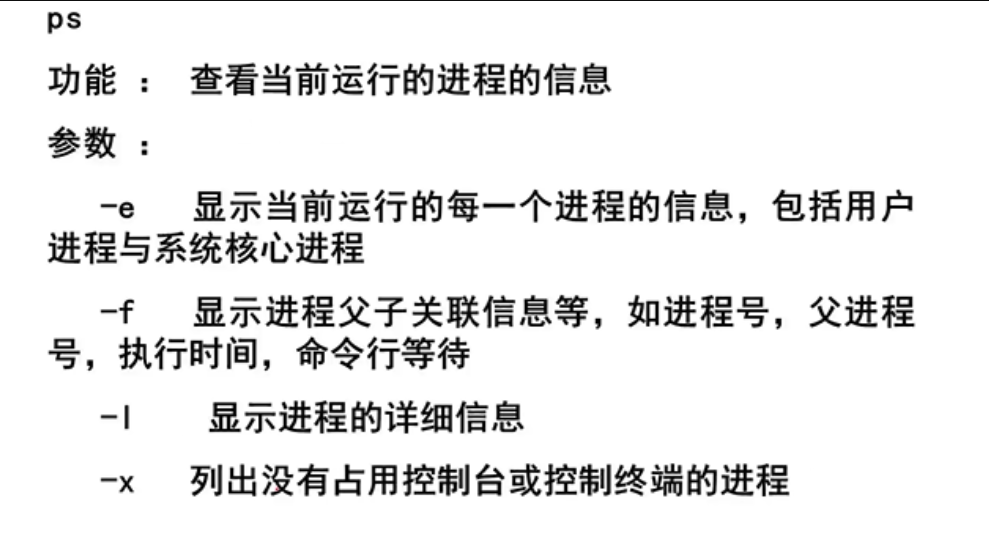 ps
功能 ： 查看当前运行的进程的信息
参数 ：
-e 显示当前运行的每一个进程的信息，包括用户
进程与系统核心进程
-f 显示进程父子关联信息等，如进程号，父进程
号，执行时间，命令行等待
-l 显示进程的详细信息
-x 列出没有占用控制台或控制终端的进程